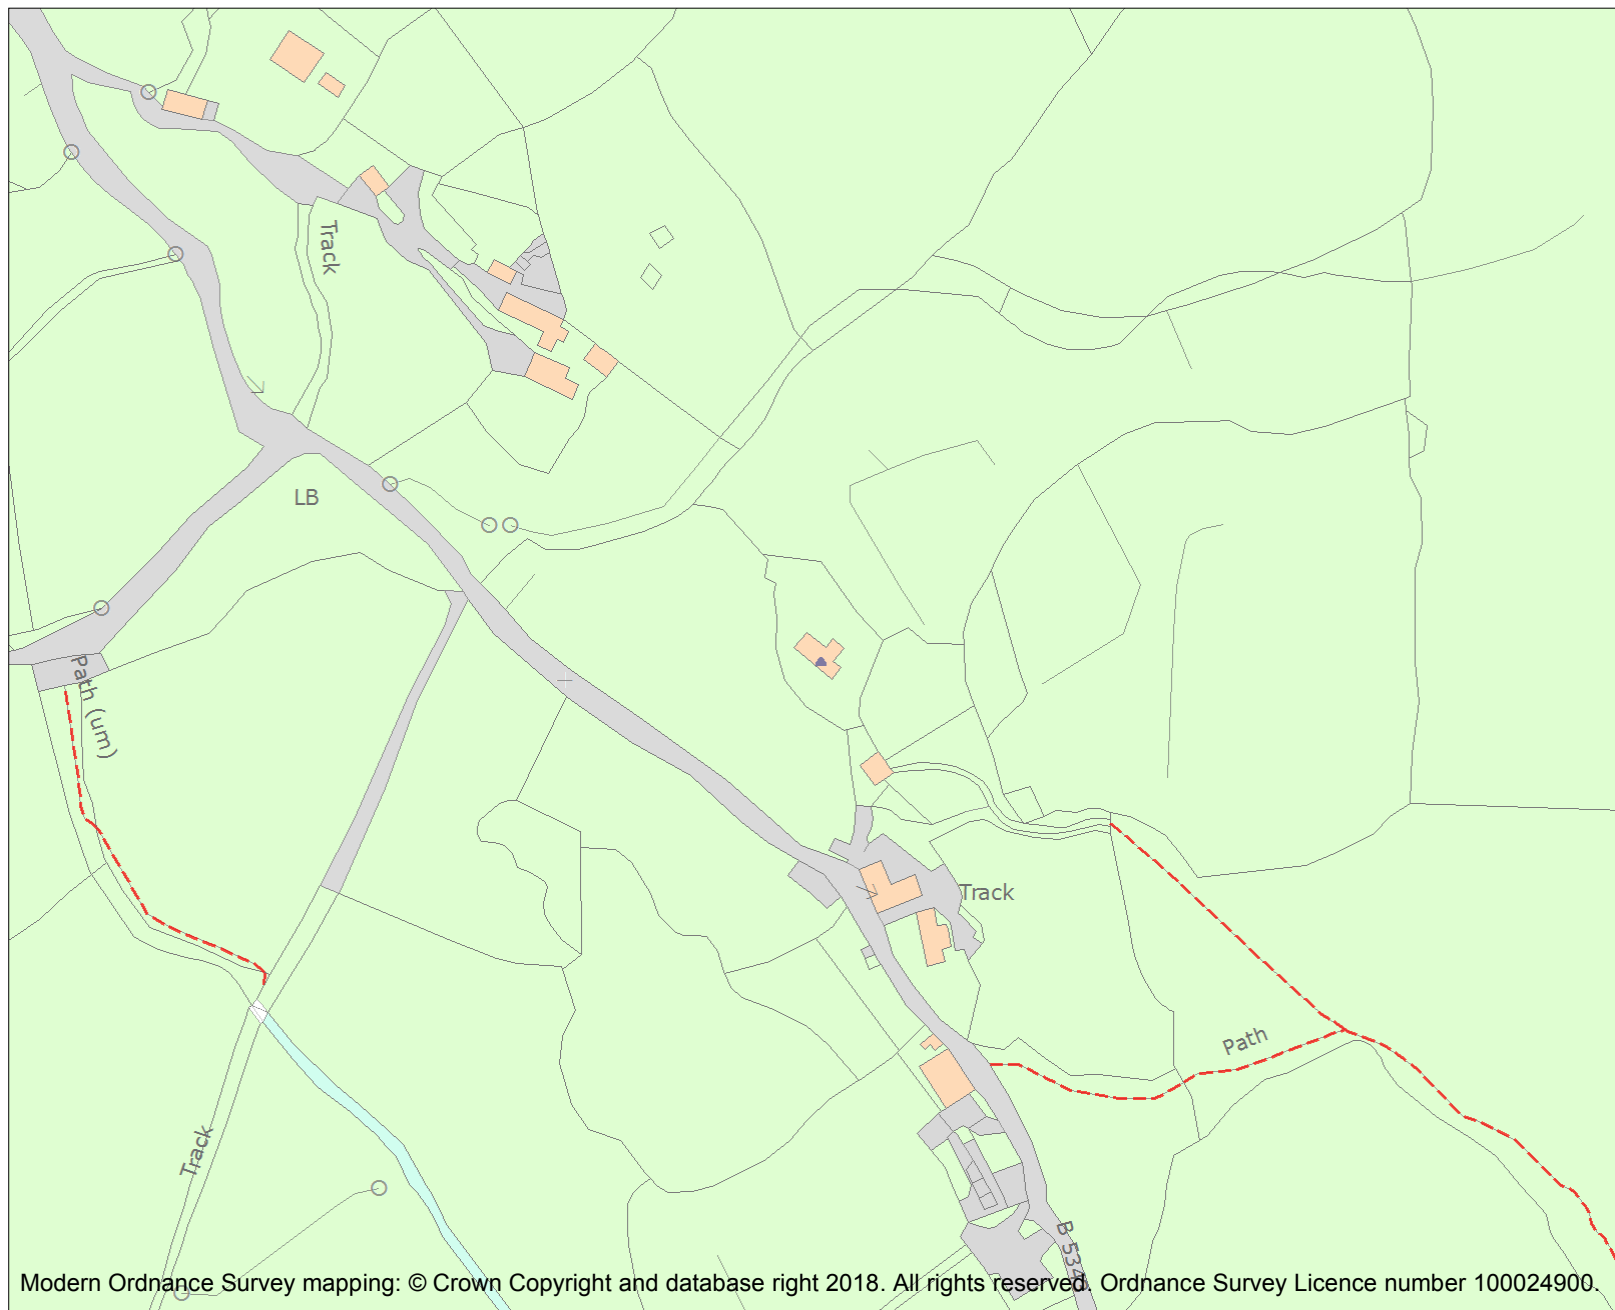 Track
LB
Path (um)
Track
Path
Track
B 534
Modern Ordnance Survey mapping: © Crown Copyright and database right 2018. All rights reserved. Ordnance Survey Licence number 100024900.